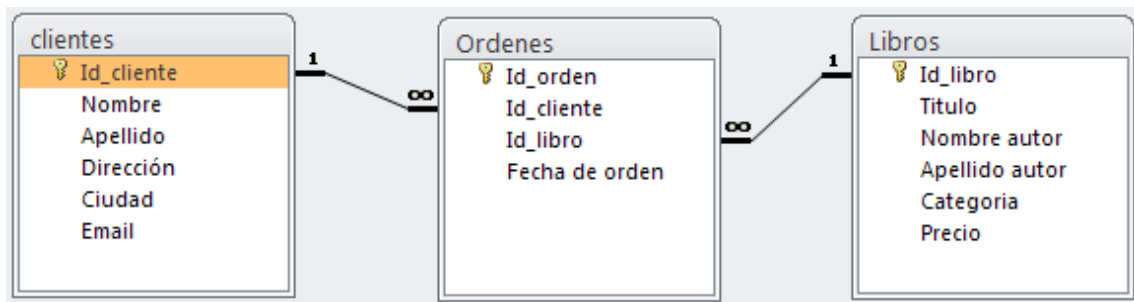 clientes
Id_cliente
Nombre
Apellido
Dirección
Ciudad
Email
1
∞
Ordenes
Id_orden
Id_cliente
Id_libro
Fecha de orden
∞
1
Libros
Id_libro
Titulo
Nombre autor
Apellido autor
Categoria
Precio